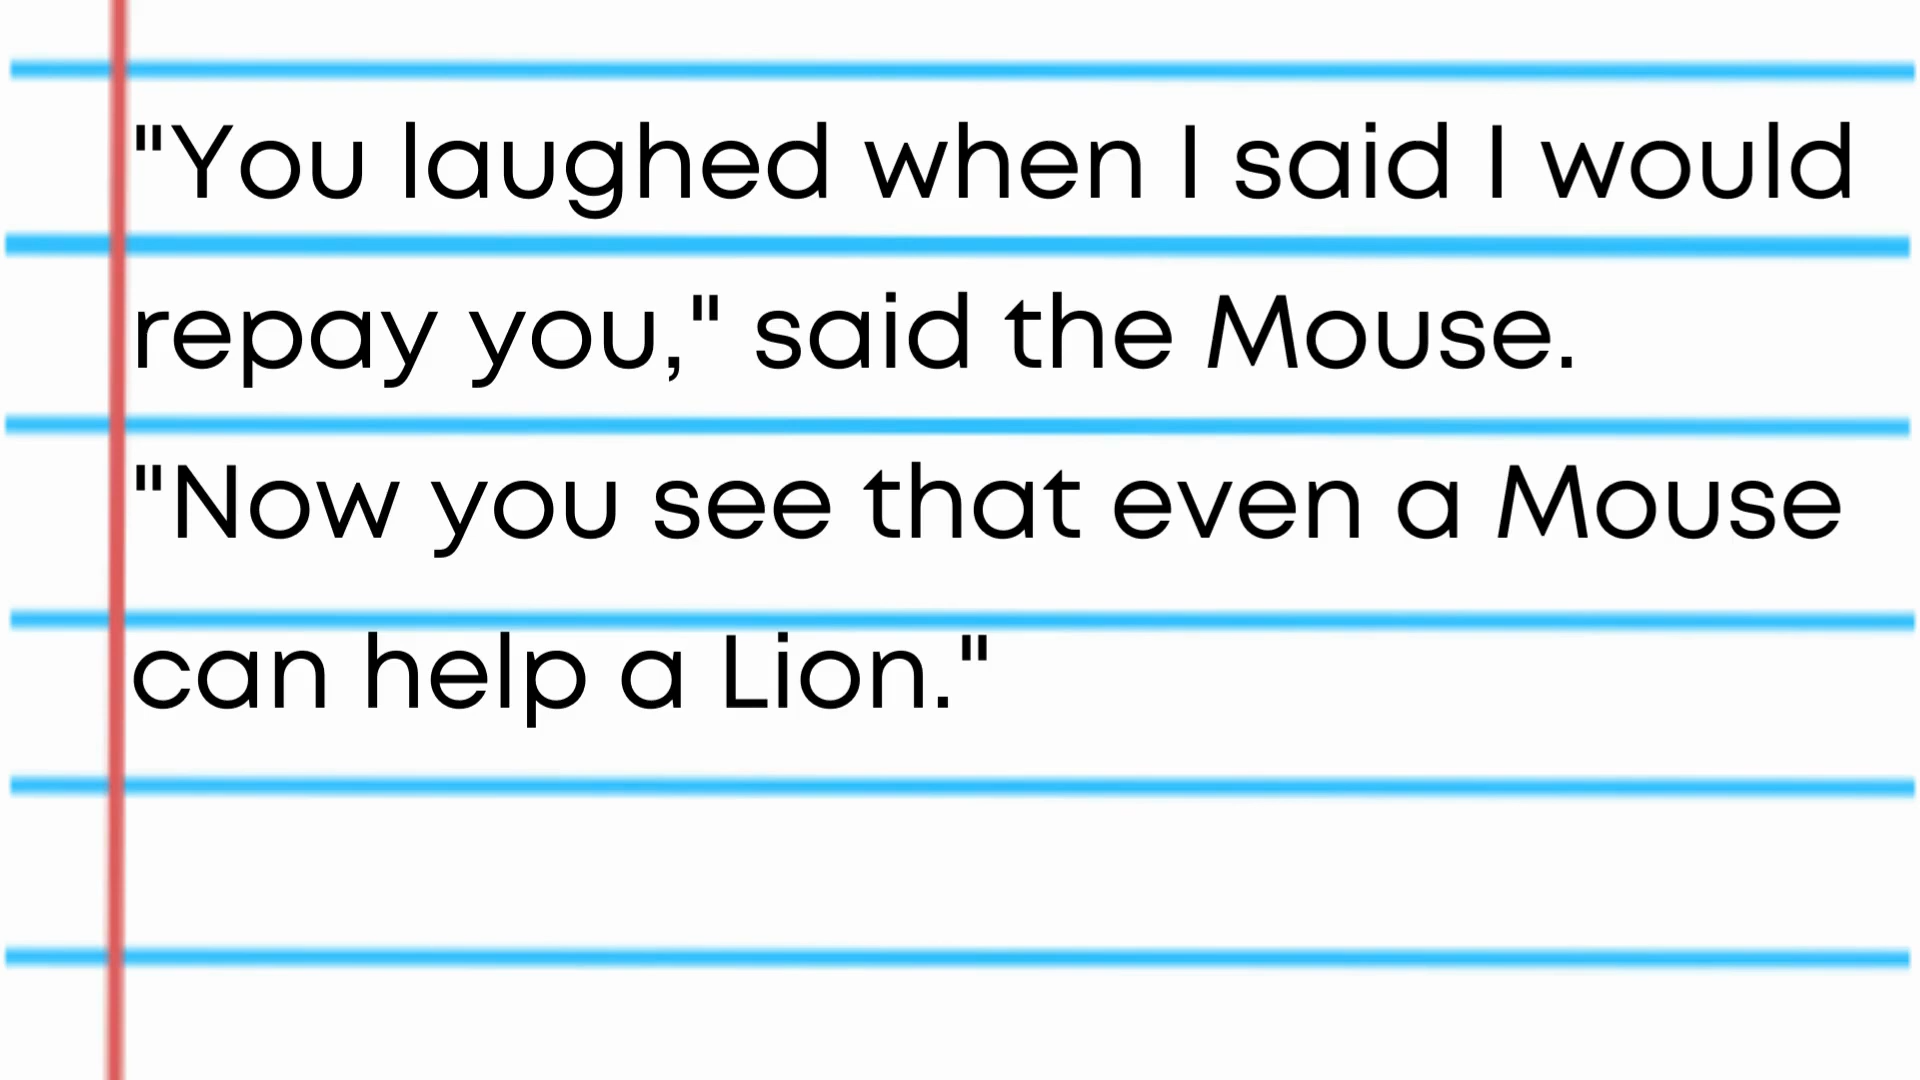 "You laughed when I said I would
repay you," said the Mouse.
"Now you see that even a Mouse
can help a Lion."